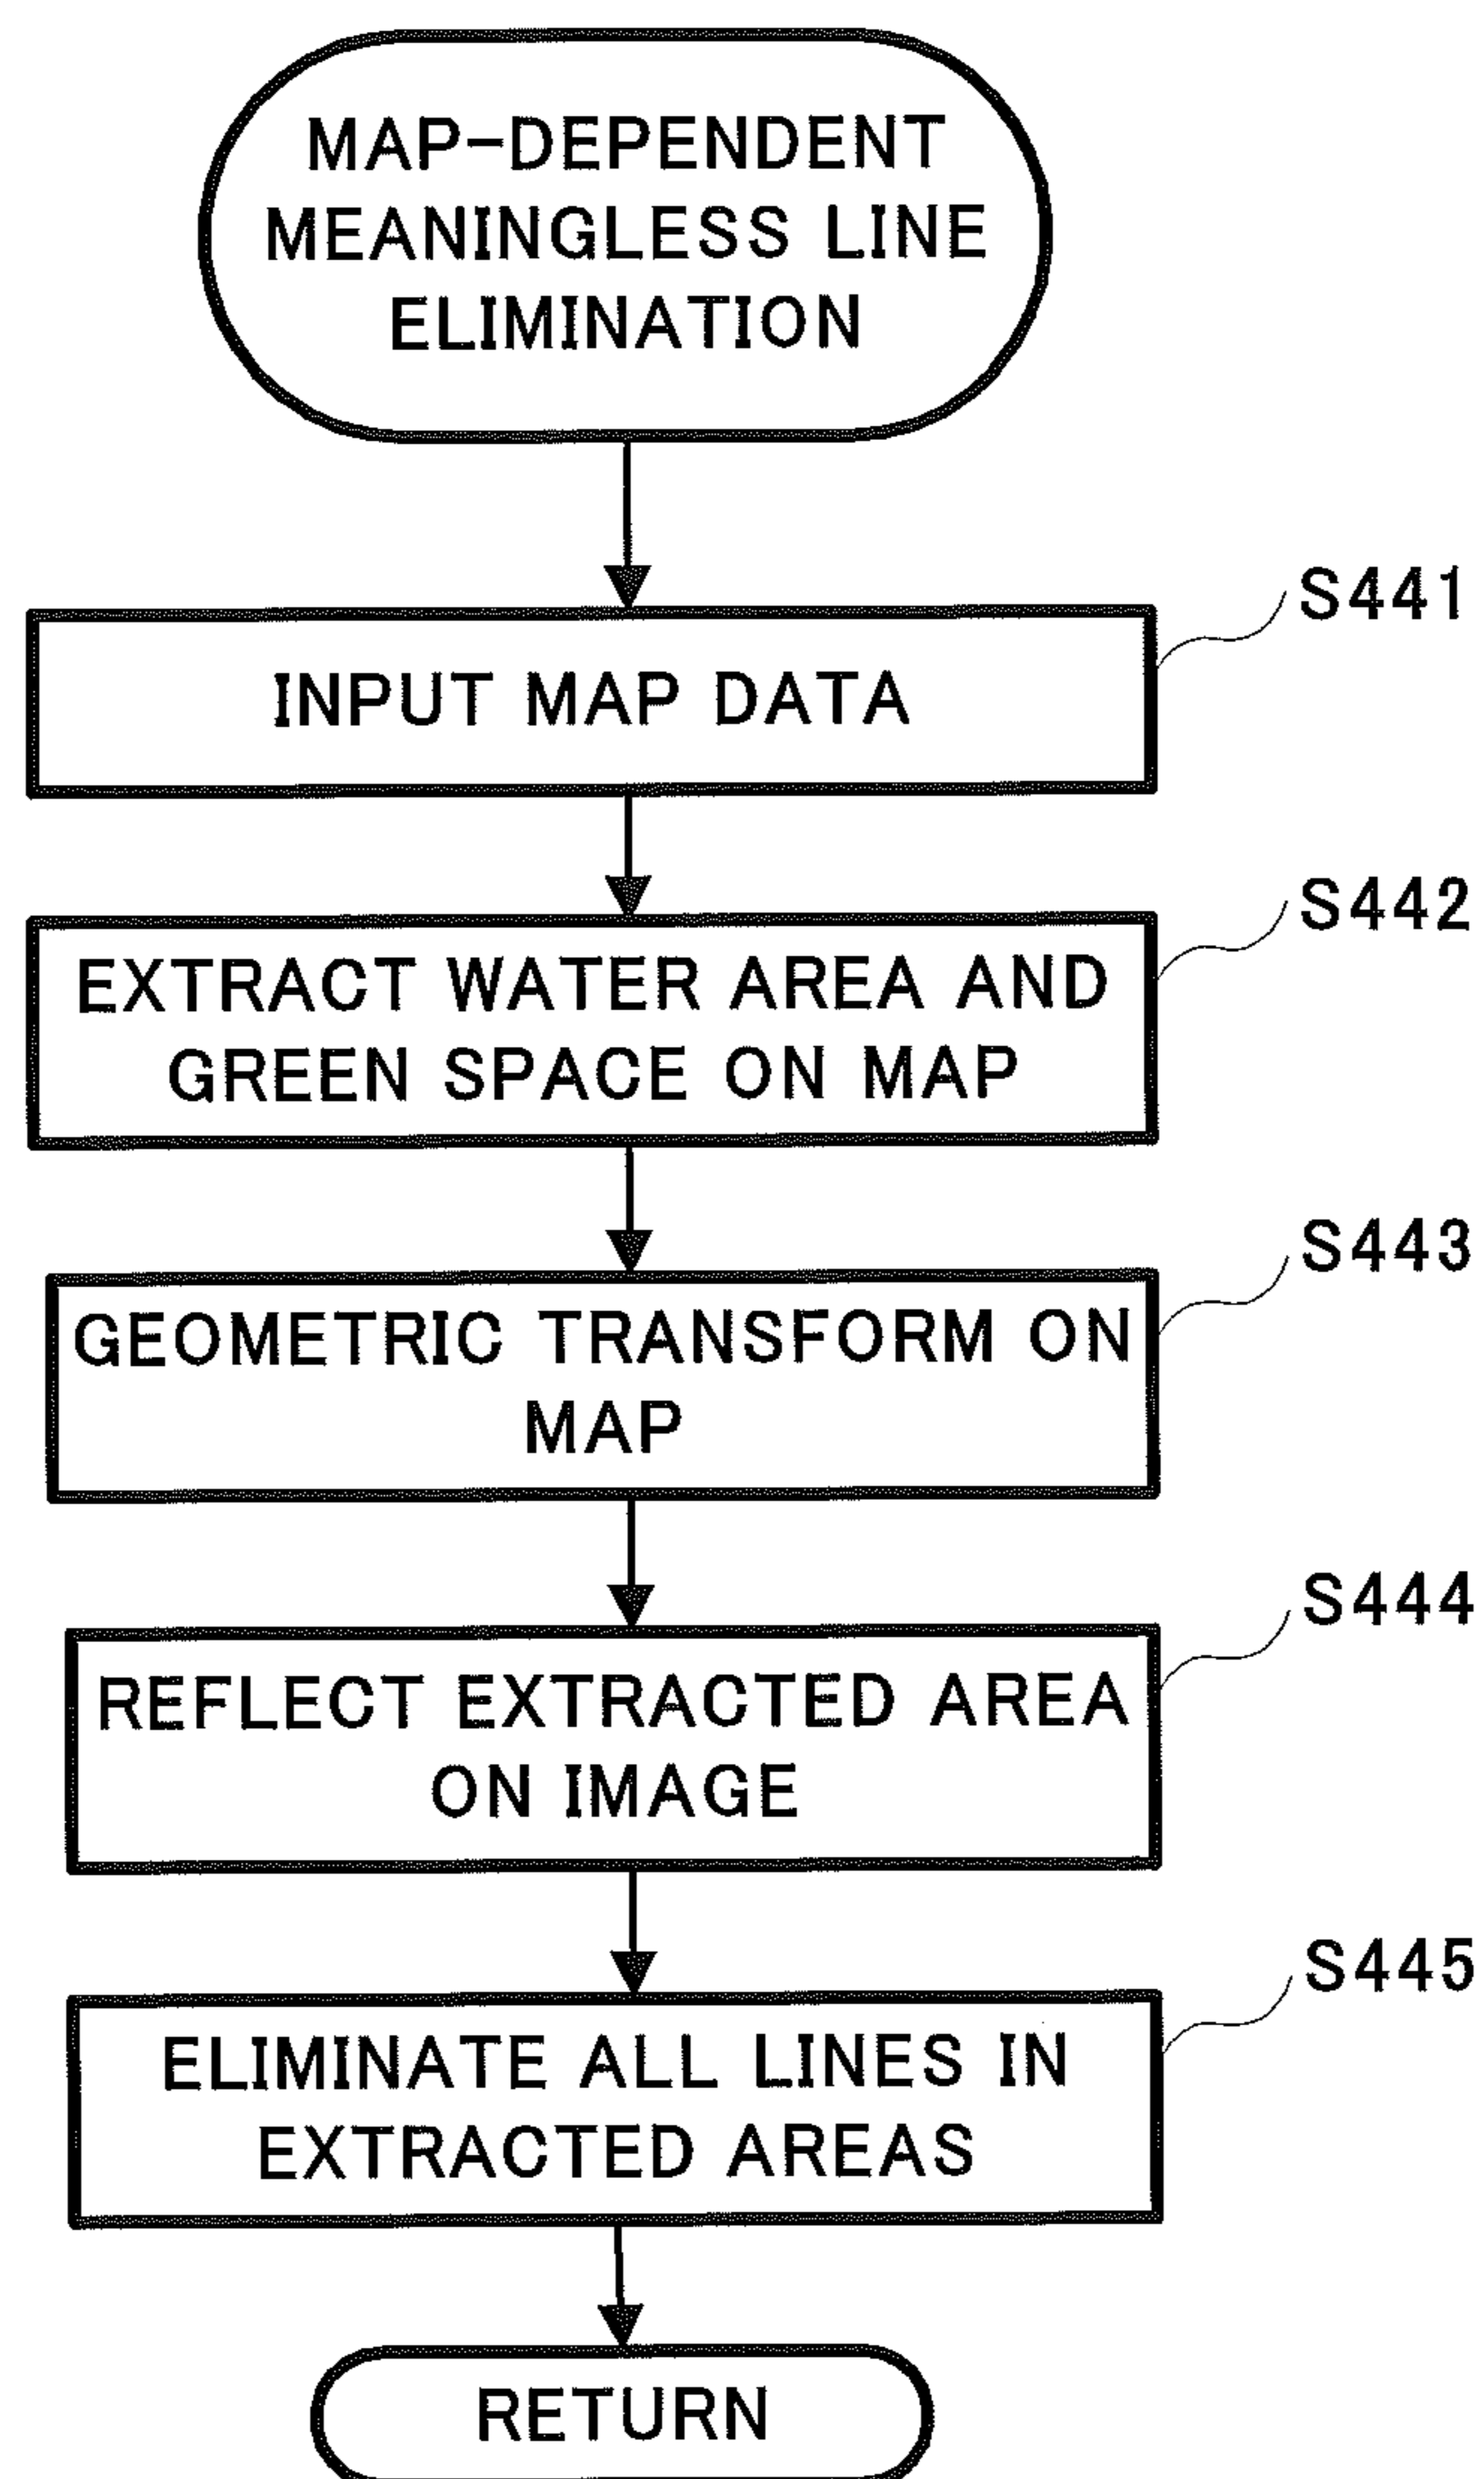 MAP-DEPENDENT
MEANINGLESS LINE
ELIMINATION
S441
INPUT MAP DATA
S442
EXTRACT WATER AREA AND
GREEN SPACE ON MAP
S443
GEOMETRIC TRANSFORM ON
MAP
S444
REFLECT EXTRACTED AREA
ON IMAGE
S445
ELIMINATE ALL LINES IN
EXTRACTED AREAS
RETURN